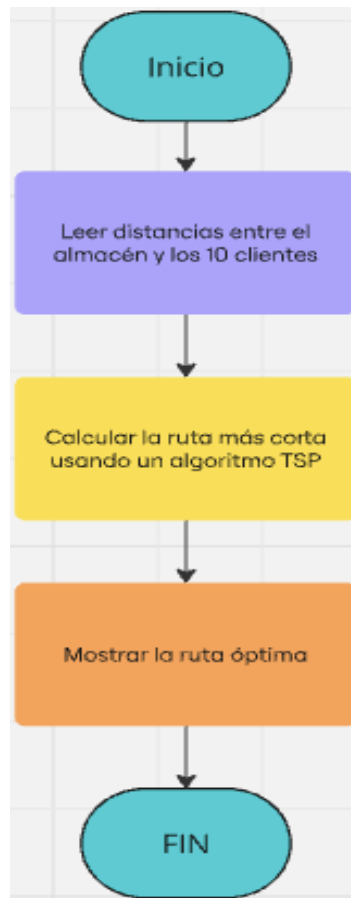 Inicio
Leer distancias entre el
almacén y los 10 clientes
Calcular la ruta más corta
usando un algoritmo TSP
Mostrar la ruta óptima
FIN